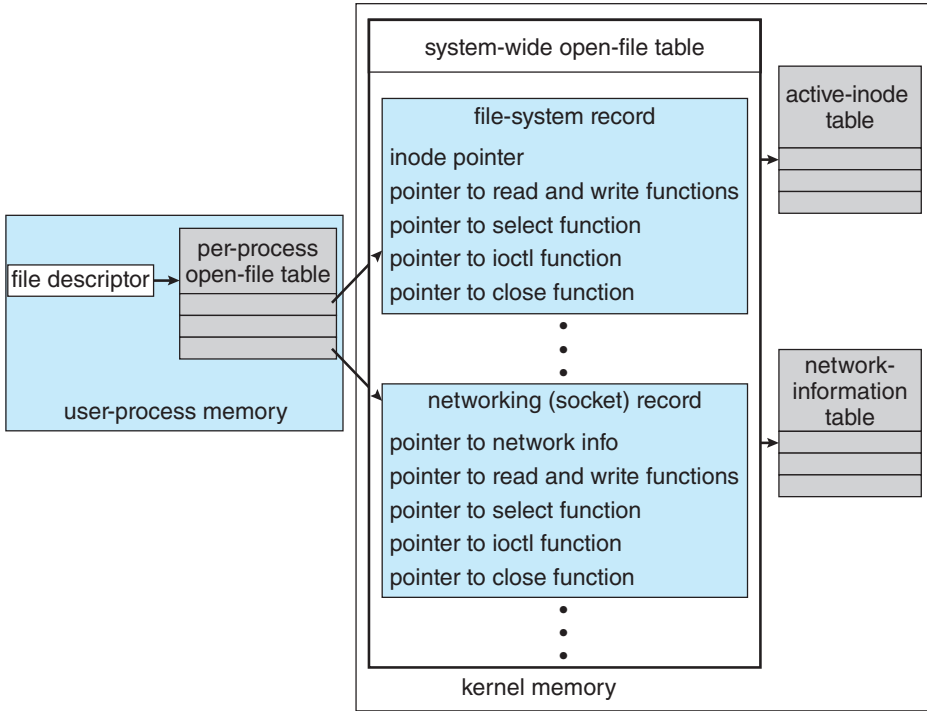 system-wide open-file table
file-system record
inode pointer
pointer to read and write functions
pointer to select function
pointer to ioctl function
pointer to close function
active-inode
table
per-process
open-file table
file descriptor
user-process memory
networking (socket) record
pointer to network info
pointer to read and write functions
pointer to select function
pointer to ioctl function
pointer to close function
network-
information
table
kernel memory